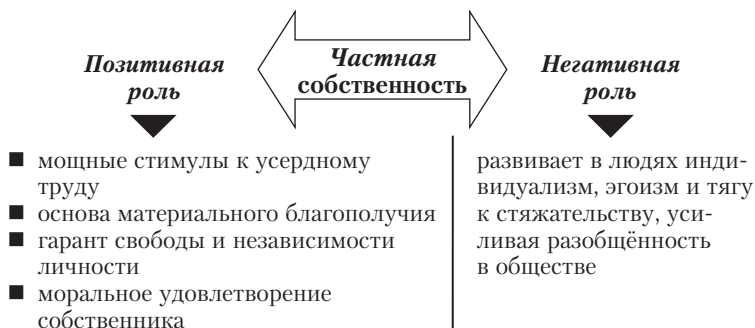 Позитивная
роль
Частная
собственность
Негативная
роль
■ мощные стимулы к усердному
труду
■ основа материального благополучия
■ гарант свободы и независимости
личности
■ моральное удовлетворение
собственника
развивает в людях инди-
видуализм, эгоизм и тягу
к стяжательству, уси-
ливая разобщённость
в обществе